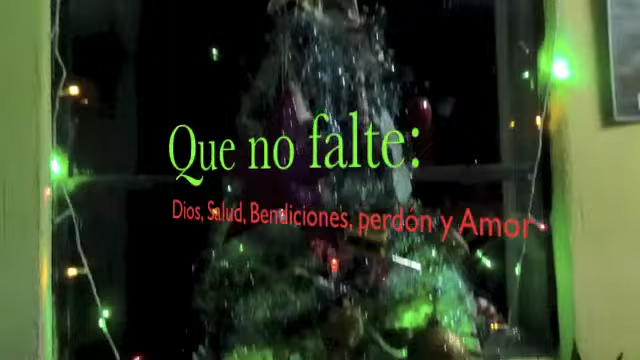 Que no falte:
Dios, Salud, Bendiciones, perdón y Amor